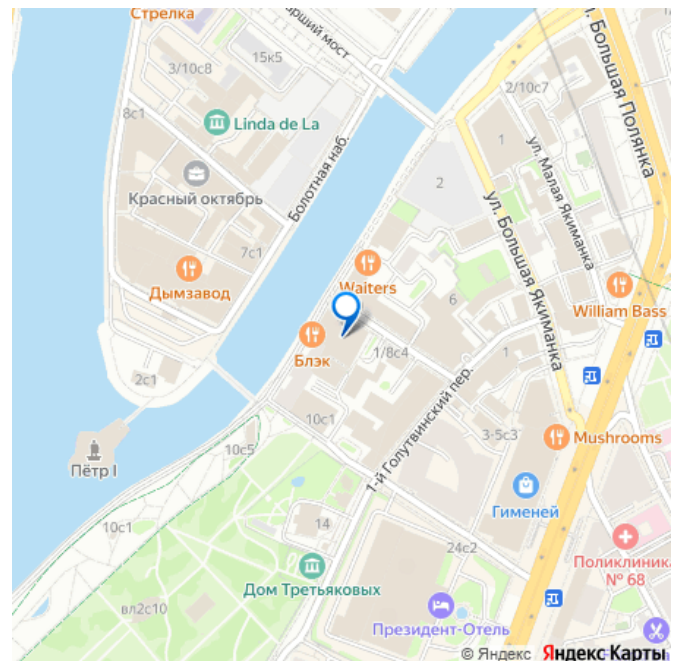 Стрелка
арший мост
15к5
3/10с8
8с1
Linda de La
Болотная наб.
Красный октябрь
7с1
Дымзавод
2с1
Пётр I
ул. Большая Полянка
2/10с7
1
ул. Малая Якиманка
2
ул. Большая Якиманка
Waiters
6
William Bass
Блэк
1/8с4
1
1-й Голутвинский пер.
10с1
3-5с3
Mushrooms
10с5
Гименей
10с1
14
24с2
Поликлиник
№ 68
Дом Третьяковых
вл2с10
Президент-Отель
© Яндекс Яндекс Карты